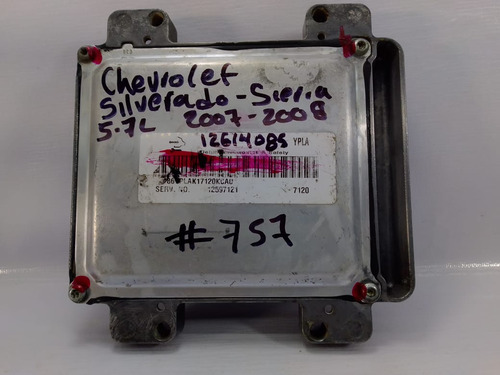 Chevrolet
Silverado-Sierra
5.7L 2007-2008
12614085
YPLA
SERV. NO. 12597121 7120
#757